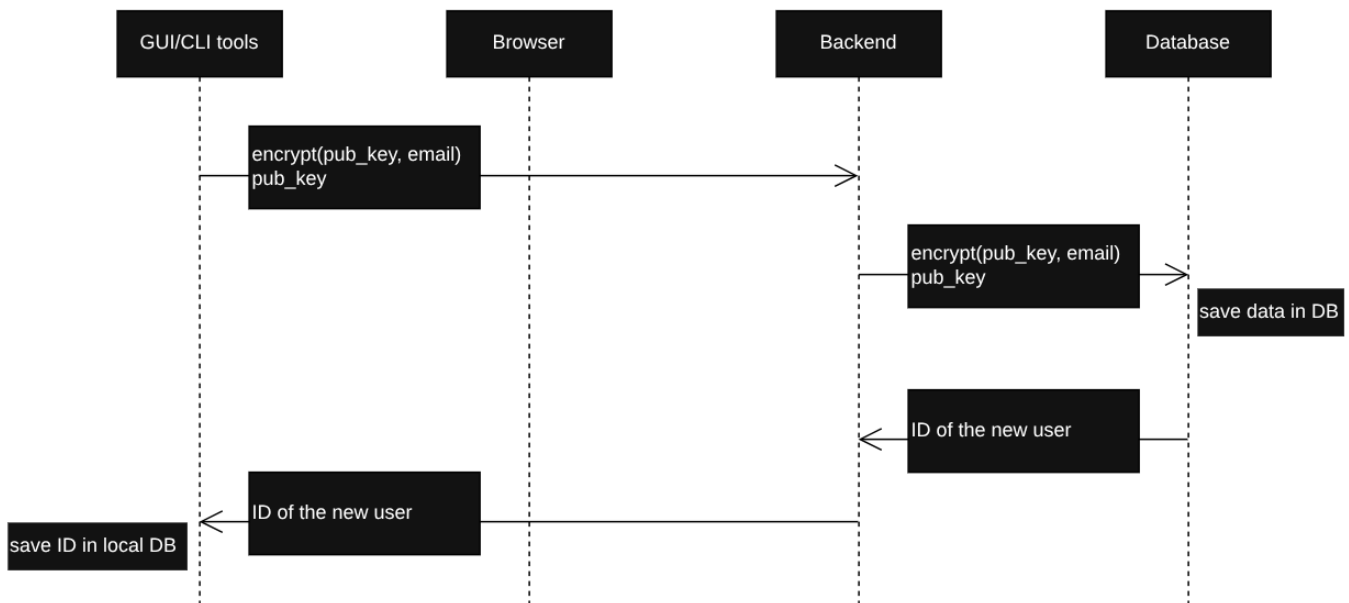 GUI/CLI tools
Browser
Backend
Database
encrypt(pub_key, email)
pub_key
encrypt(pub_key, email)
pub_key
save data in DB
ID of the new user
ID of the new user
save ID in local DB